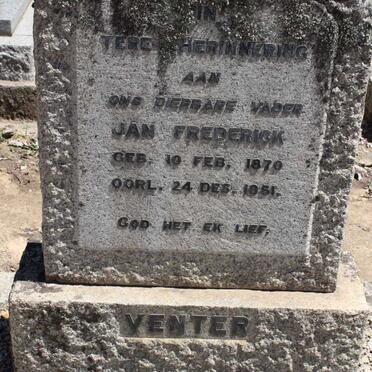 IN
TERE HERINNERING
AAN
ONS DIERBARE VADER
JAN FREDERICK
GEB. 10 FEB. 1870
OORL. 24 DES. 1951.
GOD HET EK LIEF.
VENTER